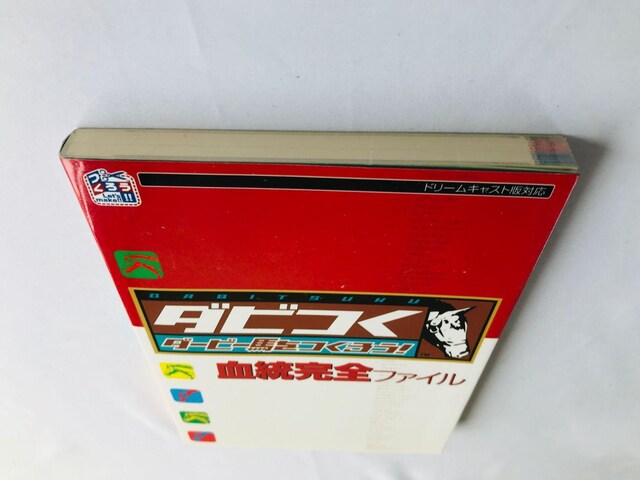 つくろう!!
Let's make!!
ドリームキャスト版対応
DABITSUKU
ダビつく
ダービー馬をつくろう!
TM
血統完全ファイル